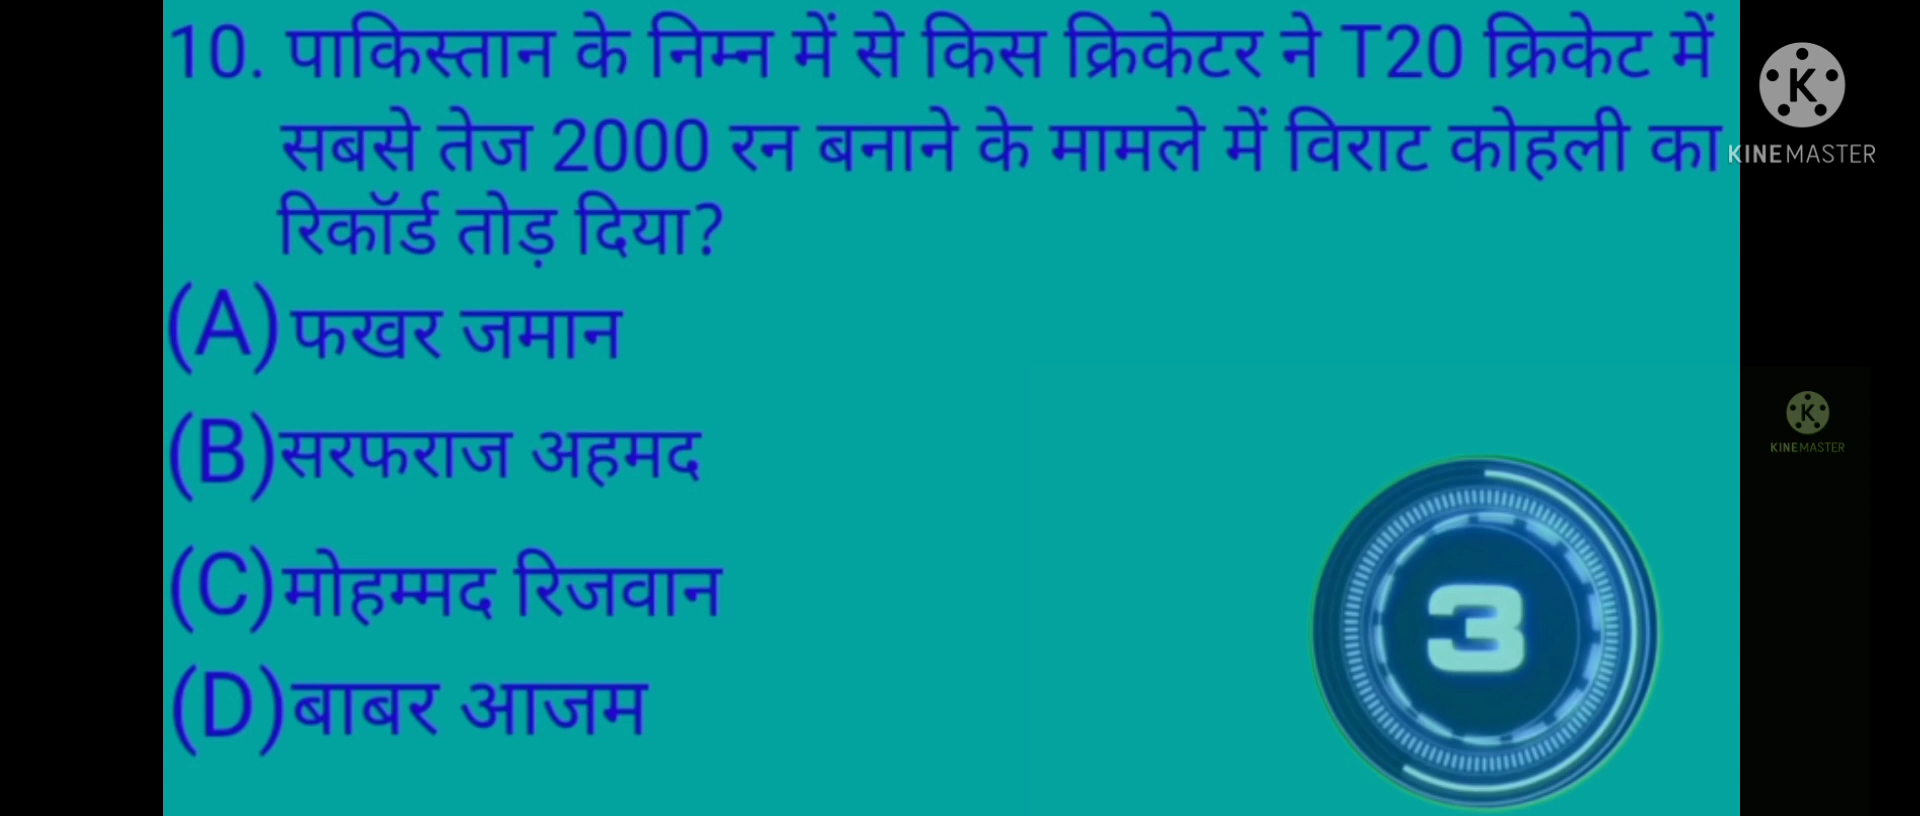 10. पाकिस्तान के निम्न में से किस क्रिकेटर ने T20 क्रिकेट में
सबसे तेज 2000 रन बनाने के मामले में विराट कोहली का
रिकॉर्ड तोड़ दिया?
(A) फखर जमान
(B) सरफराज अहमद
(C) मोहम्मद रिजवान
(D) बाबर आजम
3
K
KINEMASTER
K
KINEMASTER